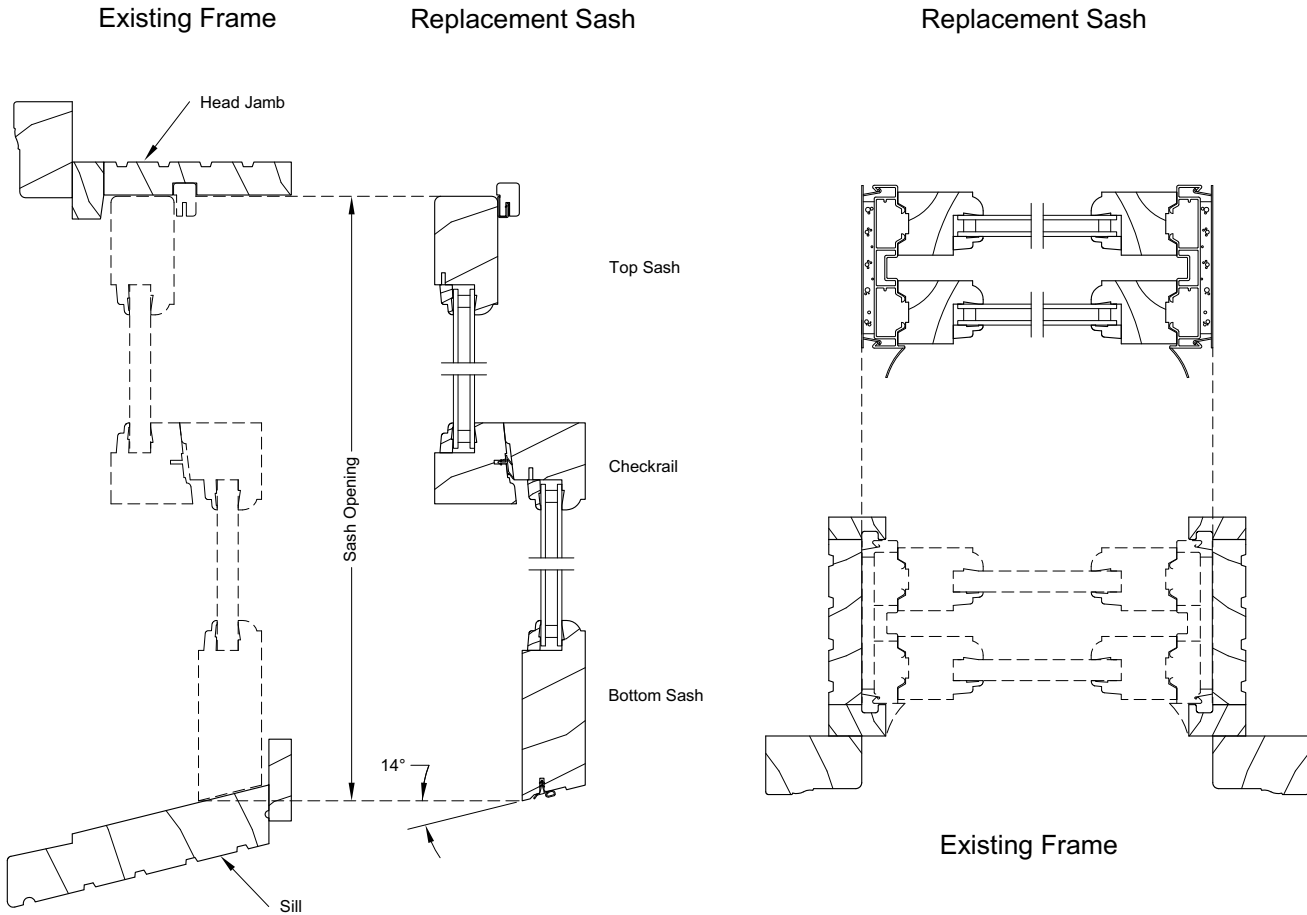 Existing Frame
Replacement Sash
Replacement Sash
Head Jamb
Top Sash
Sash Opening
Checkrail
Bottom Sash
14°
Existing Frame
Sill